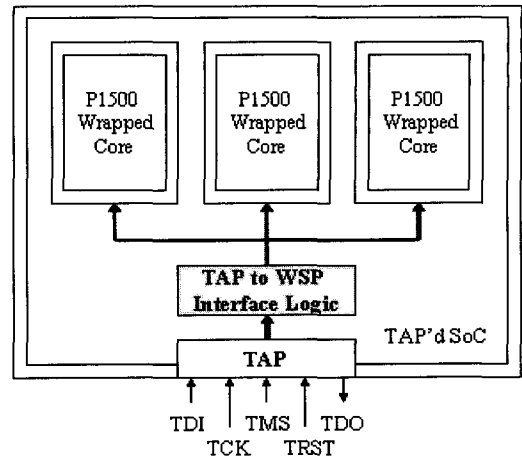 P1500
Wrapped
Core
P1500
Wrapped
Core
P1500
Wrapped
Core
TAP to WSP
Interface Logic
TAP'd SoC
TAP
TDI
TCK
TMS
TRST
TDO